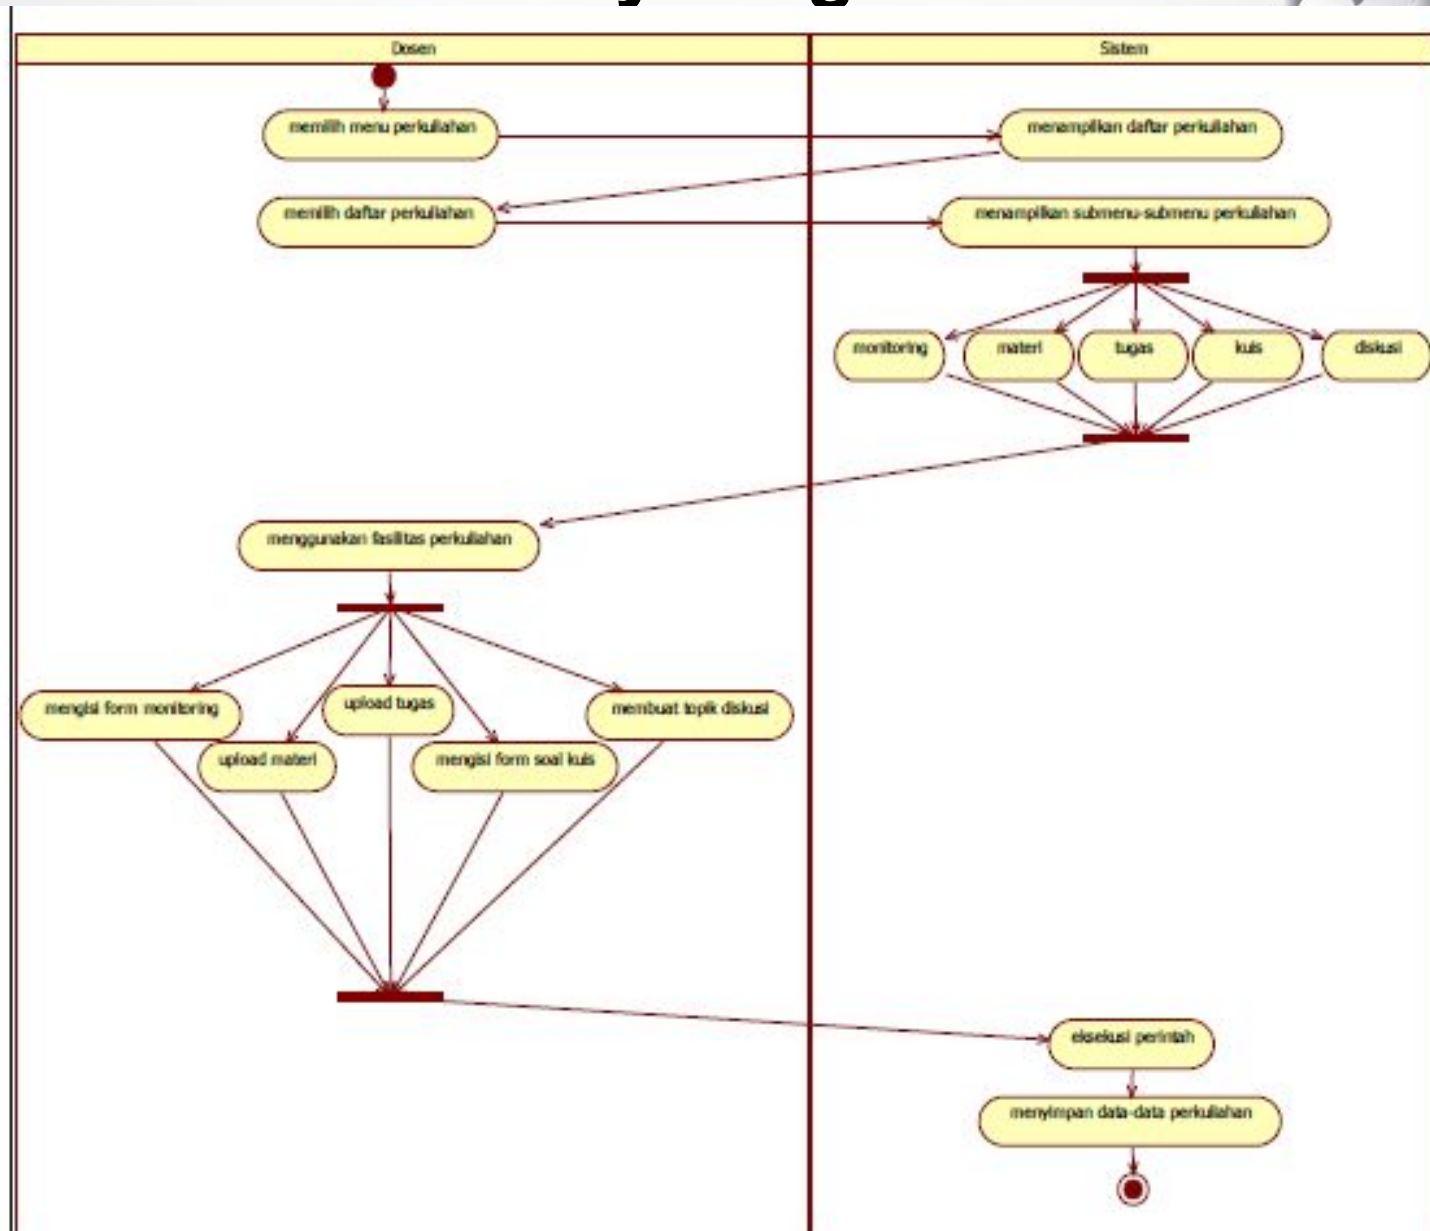 Dosen
Sistem
memilih menu perkuliahan
menampilkan daftar perkuliahan
memilih daftar perkuliahan
menampilkan submenu-submenu perkuliahan
monitoring
materi
tugas
kuis
diskusi
menggunakan fasilitas perkuliahan
mengisi form monitoring
upload tugas
membuat topik diskusi
upload materi
mengisi form soal kuis
eksekusi perintah
menyimpan data-data perkuliahan